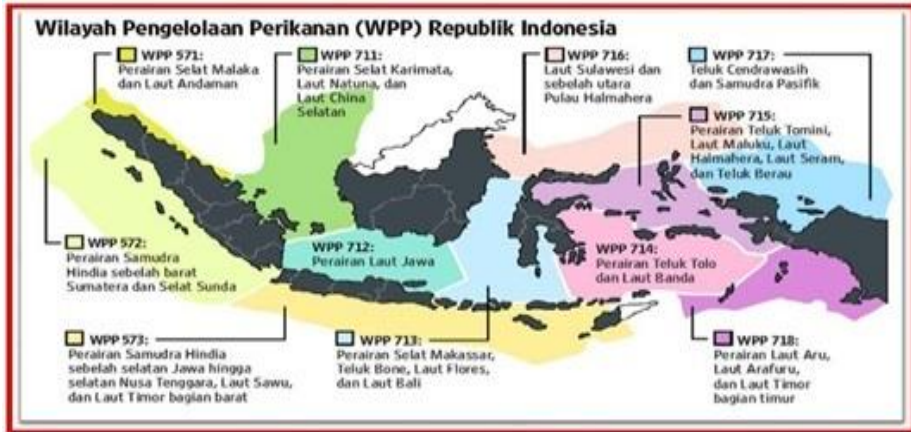 Wilayah Pengelolaan Perikanan (WPP) Republik Indonesia
WPP 571:
Perairan Selat Malaka
dan Laut Andaman
WPP 711:
Perairan Selat Karimata,
Laut Natuna, dan
Laut China
Selatan
WPP 716:
Laut Sulawesi dan
sebelah utara
Pulau Halmahera
WPP 717:
Teluk Cendrawasih
dan Samudra Pasifik
WPP 715:
Perairan Teluk Tomini,
Laut Maluku, Laut
Halmahera, Laut Seram,
dan Teluk Berau
WPP 572:
Perairan Samudra
Hindia sebelah barat
Sumatera dan Selat Sunda
WPP 712:
Perairan Laut Jawa
WPP 714:
Perairan Teluk Tolo
dan Laut Banda
WPP 573:
Perairan Samudra Hindia
sebelah selatan Jawa hingga
selatan Nusa Tenggara, Laut Sawu,
dan Laut Timor bagian barat
WPP 713:
Perairan Selat Makassar,
Teluk Bone, Laut Flores,
dan Laut Bali
WPP 718:
Perairan Laut Aru,
Laut Arafuru,
dan Laut Timor
bagian timur